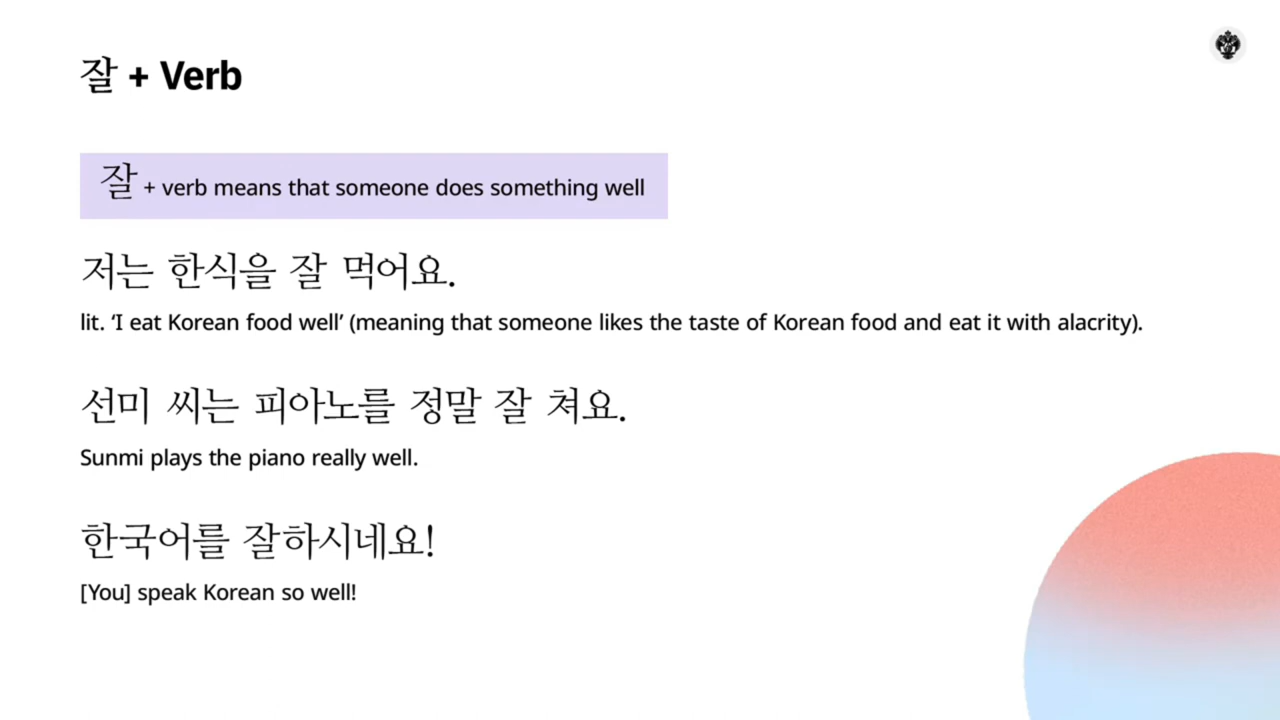 잘 + Verb
잘 + verb means that someone does something well
저는 한식을 잘 먹어요.
lit. ‘I eat Korean food well’ (meaning that someone likes the taste of Korean food and eat it with alacrity).
선미 씨는 피아노를 정말 잘 쳐요.
Sunmi plays the piano really well.
한국어를 잘하시네요!
[You] speak Korean so well!